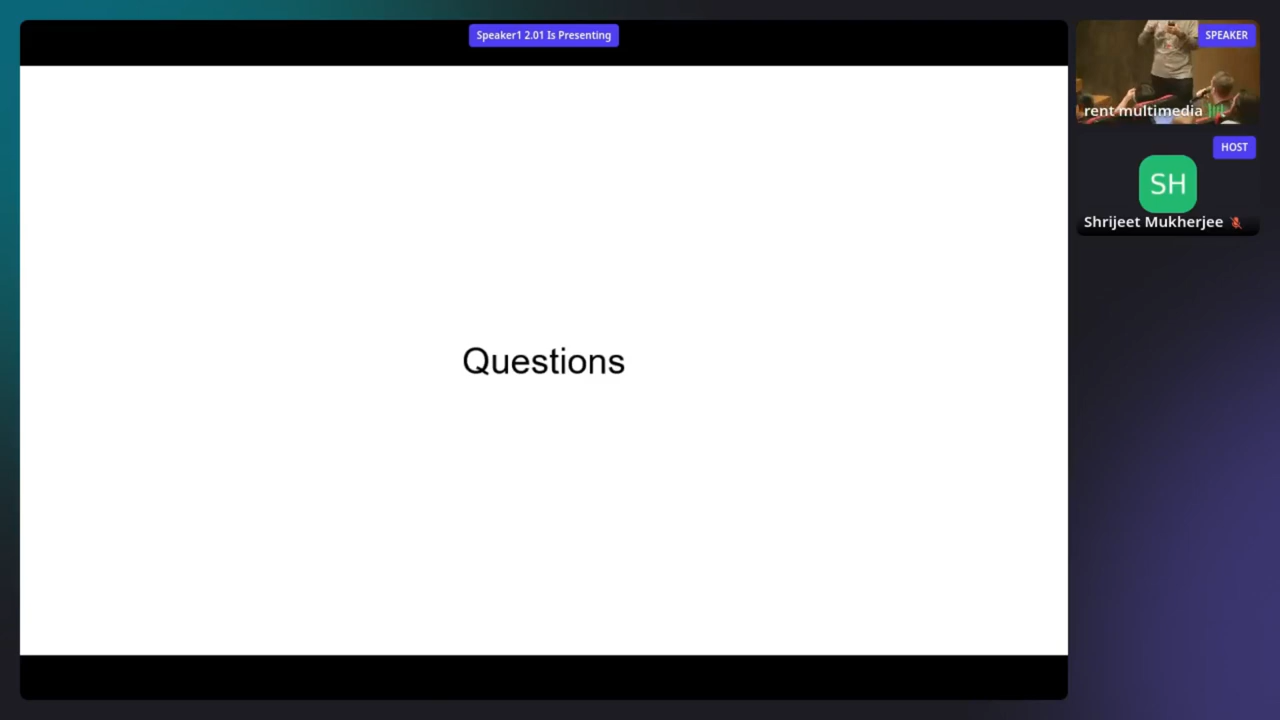 Speaker1 2.01 Is Presenting
SPEAKER
rent multimedia
HOST
SH
Shrijeet Mukherjee
Questions